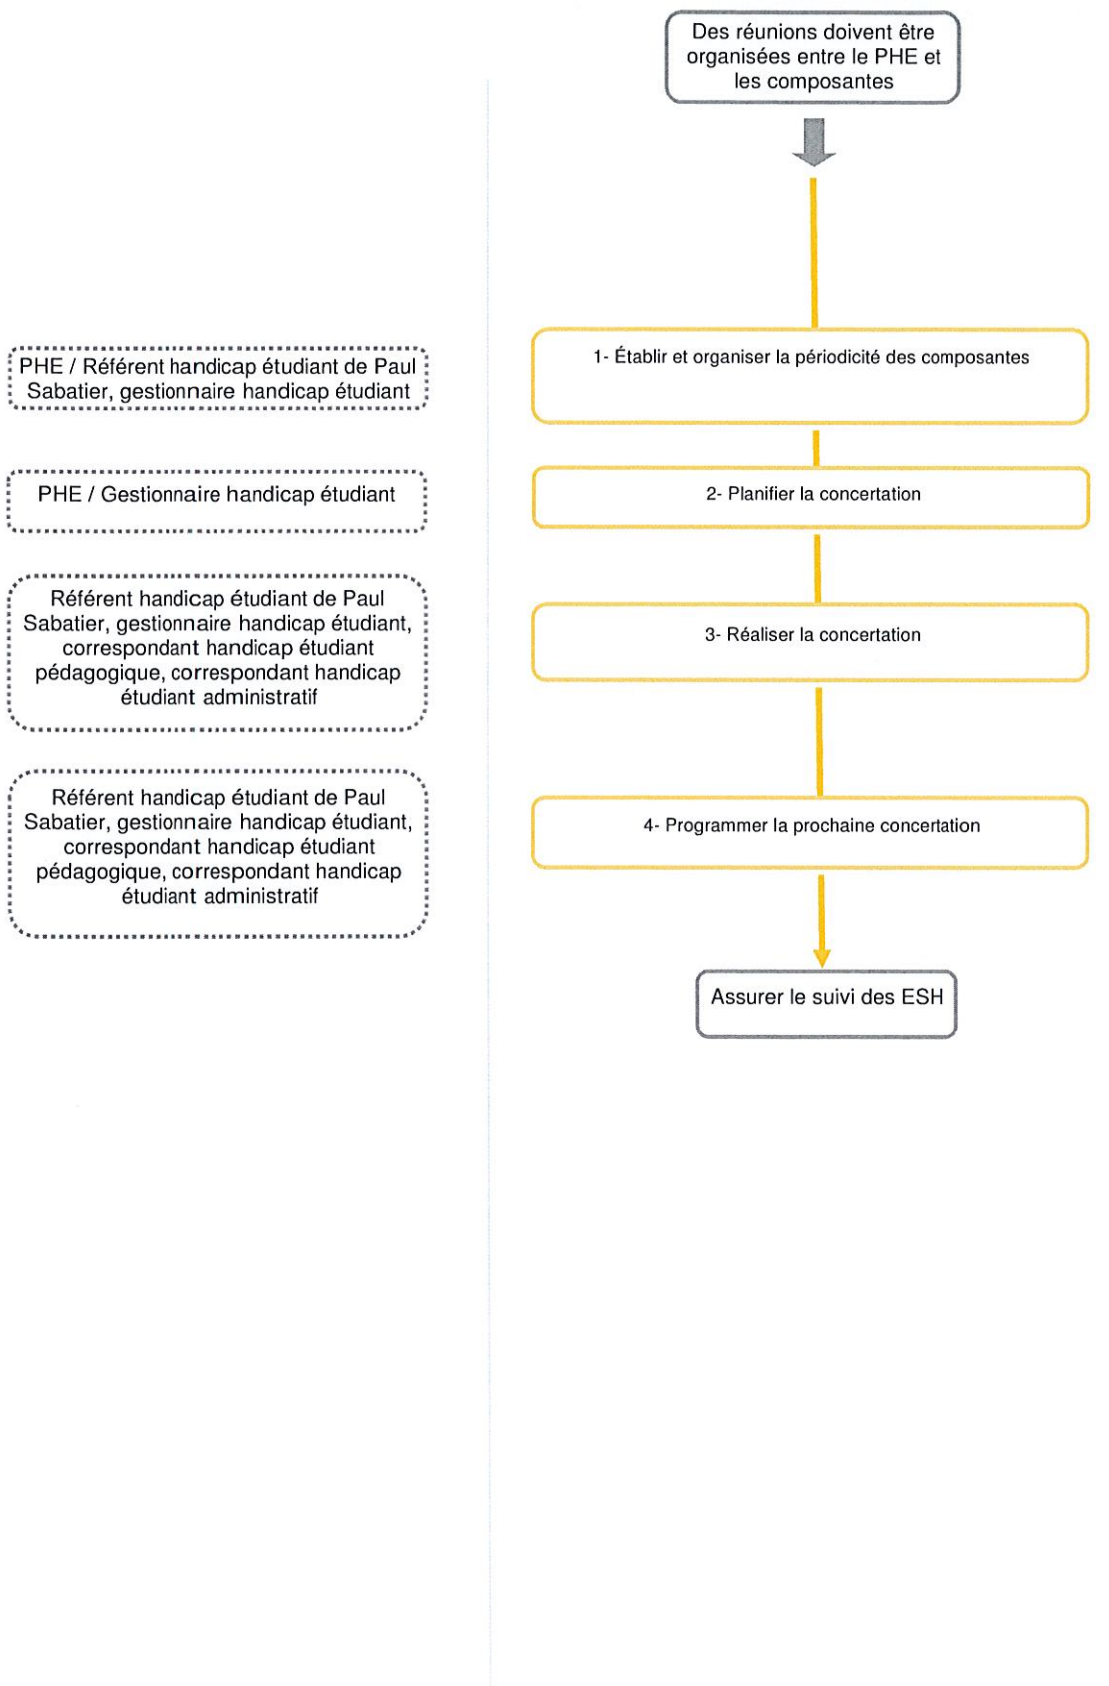 Des réunions doivent être
organisées entre le PHE et
les composantes
PHE / Référent handicap étudiant de Paul
Sabatier, gestionnaire handicap étudiant
1- Établir et organiser la périodicité des composantes
PHE / Gestionnaire handicap étudiant
2- Planifier la concertation
Référent handicap étudiant de Paul
Sabatier, gestionnaire handicap étudiant,
correspondant handicap étudiant
pédagogique, correspondant handicap
étudiant administratif
3- Réaliser la concertation
Référent handicap étudiant de Paul
Sabatier, gestionnaire handicap étudiant,
correspondant handicap étudiant
pédagogique, correspondant handicap
étudiant administratif
4- Programmer la prochaine concertation
Assurer le suivi des ESH